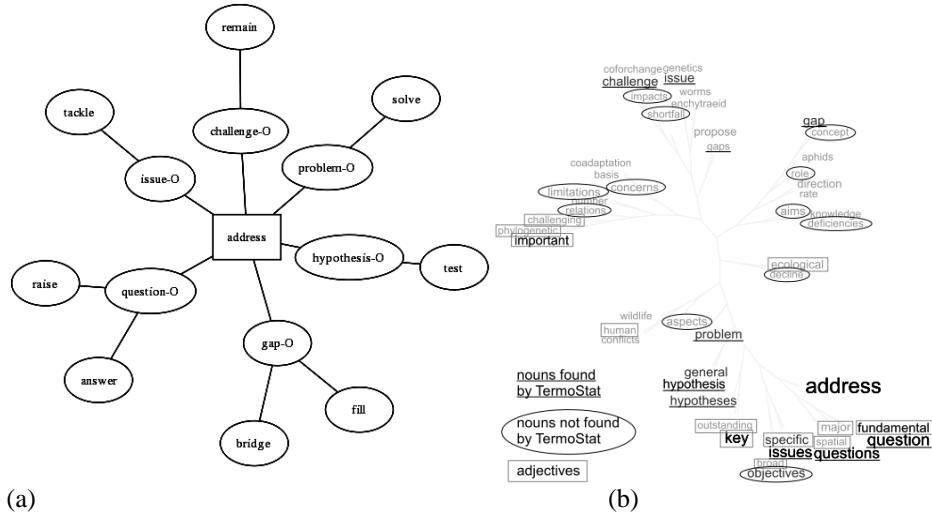 remain
solve
tackle
challenge-O
problem-O
issue-O
address
hypothesis-O
test
raise
question-O
gap-O
answer
fill
bridge
(a)
coforchange genetics
challenge issue
impacts worms
enchytraeid
shortfall
propose
gaps
gap
concept
coadaptation
basis
aphids
role
direction
rate
limitations concerns
number
relations
challenging
phylogenetic
important
aims knowledge
deficiencies
ecological
decline
wildlife
human
conflicts
aspects
problem
general
hypothesis
hypotheses
address
outstanding
key
specific
issues
broad
objectives
major
spatial
questions
fundamental
question
nouns found
by TermoStat
nouns not found
by TermoStat
adjectives
(b)